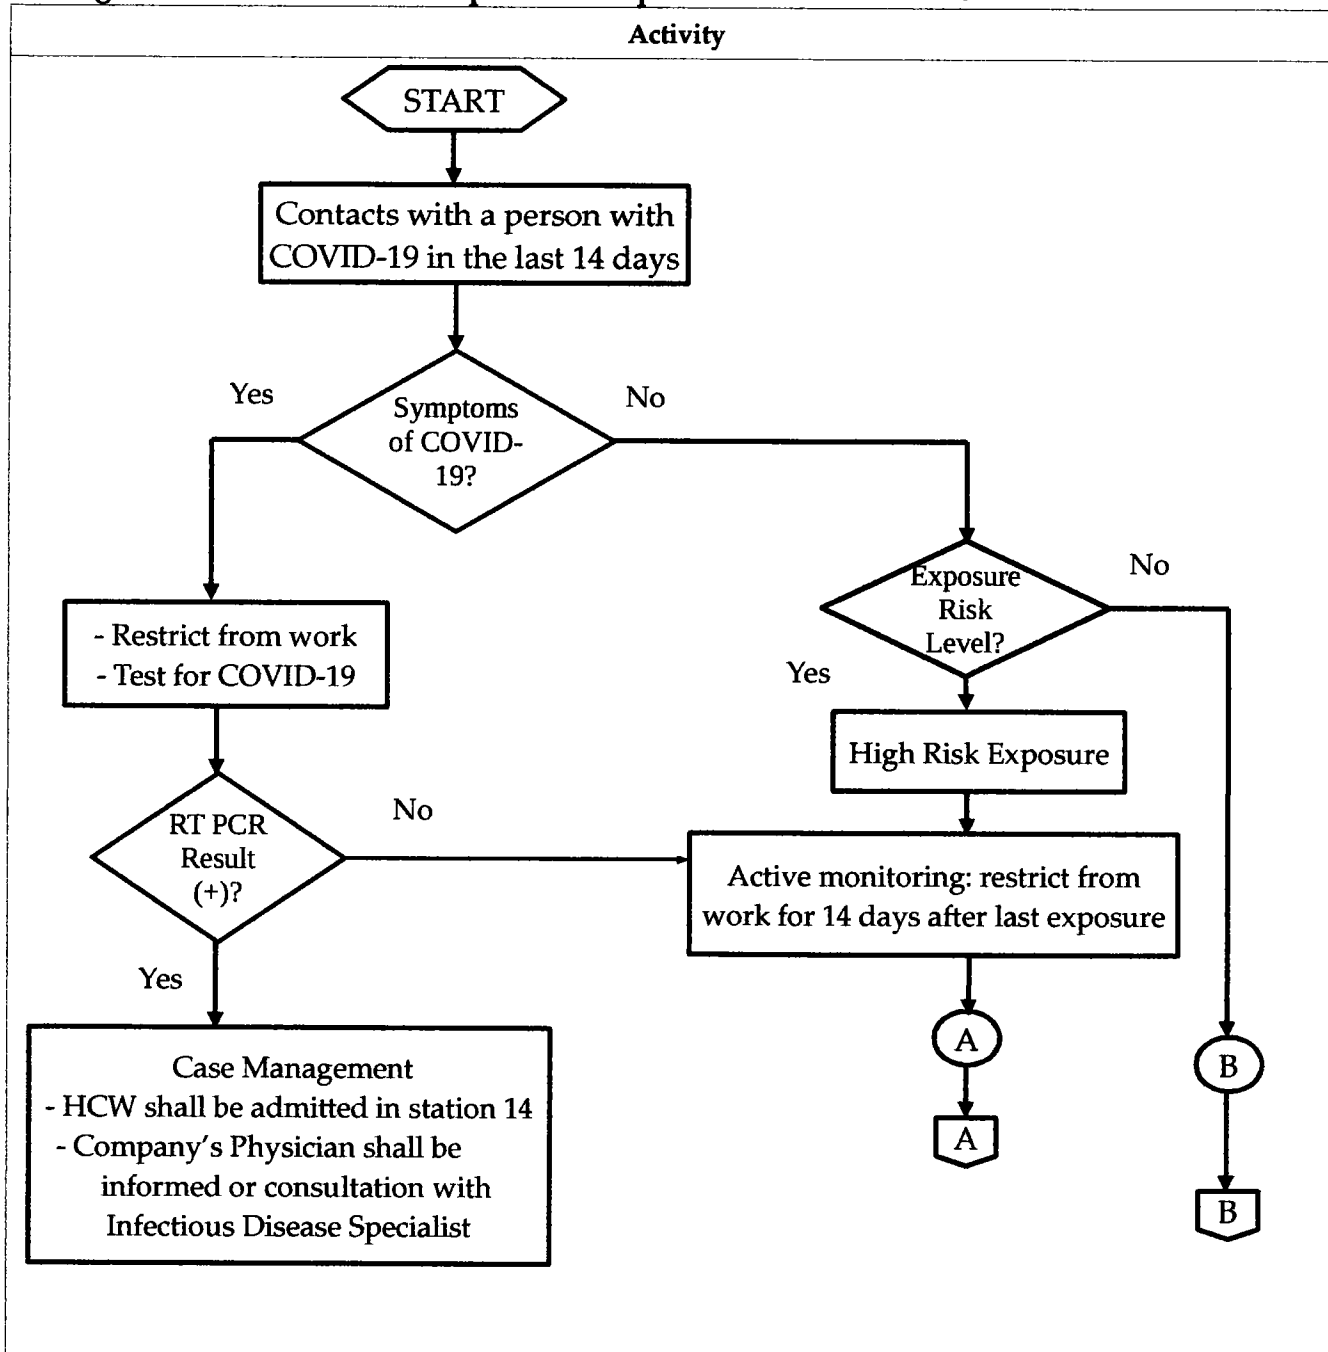 Activity
START
Contacts with a person with
COVID-19 in the last 14 days
Yes
No
Symptoms
of COVID-
19?
Exposure
Risk
Level?
No
Yes
- Restrict from work
- Test for COVID-19
High Risk Exposure
RT PCR
Result
(+)?
No
Active monitoring: restrict from
work for 14 days after last exposure
Yes
Case Management
- HCW shall be admitted in station 14
- Company's Physician shall be
informed or consultation with
Infectious Disease Specialist
A
A
B
B